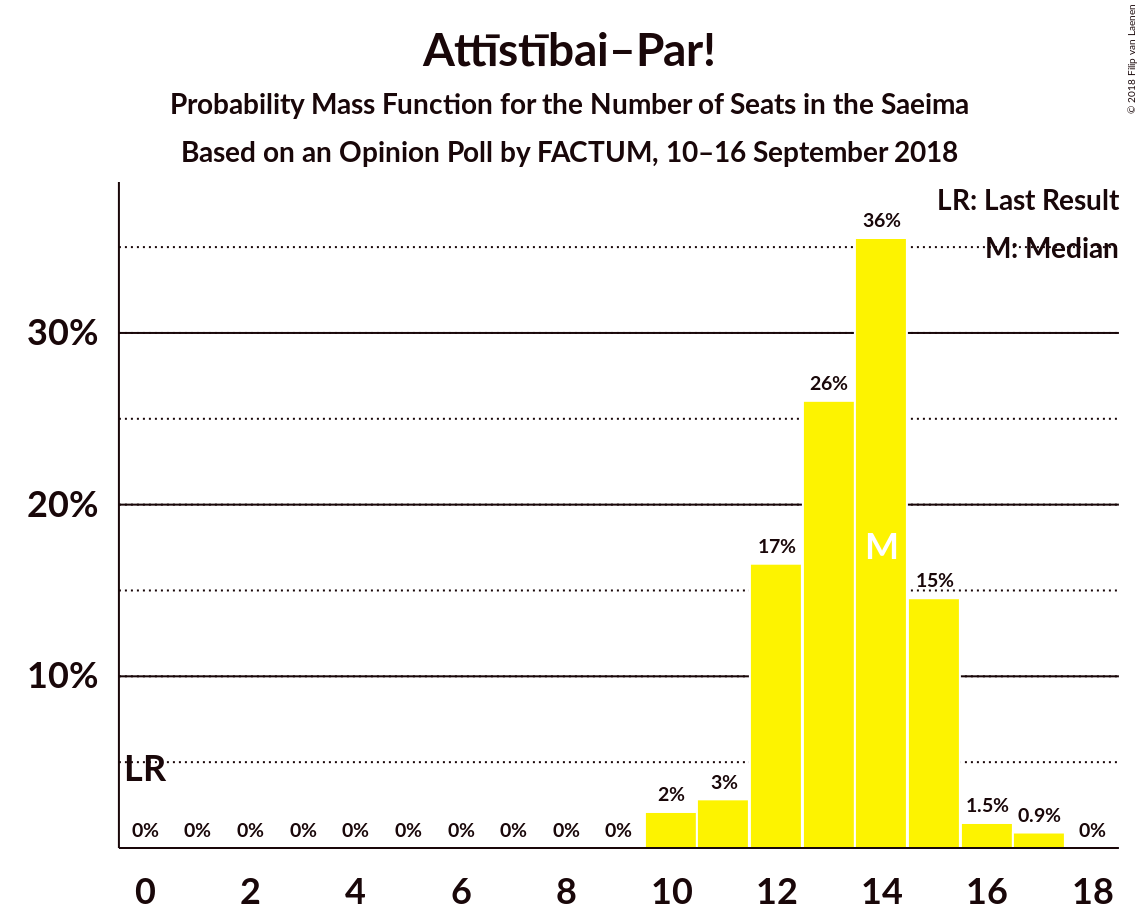 Attīstībai–Par!
Probability Mass Function for the Number of Seats in the Saeima
Based on an Opinion Poll by FACTUM, 10–16 September 2018
© 2018 Filip van Laenen
LR: Last Result
M: Median
36%
30%
26%
20%
17%
M
15%
10%
LR
0% 0% 0% 0% 0% 0% 0% 0% 0% 0% 2% 3% 1.5% 0.9% 0%
0 2 4 6 8 10 12 14 16 18